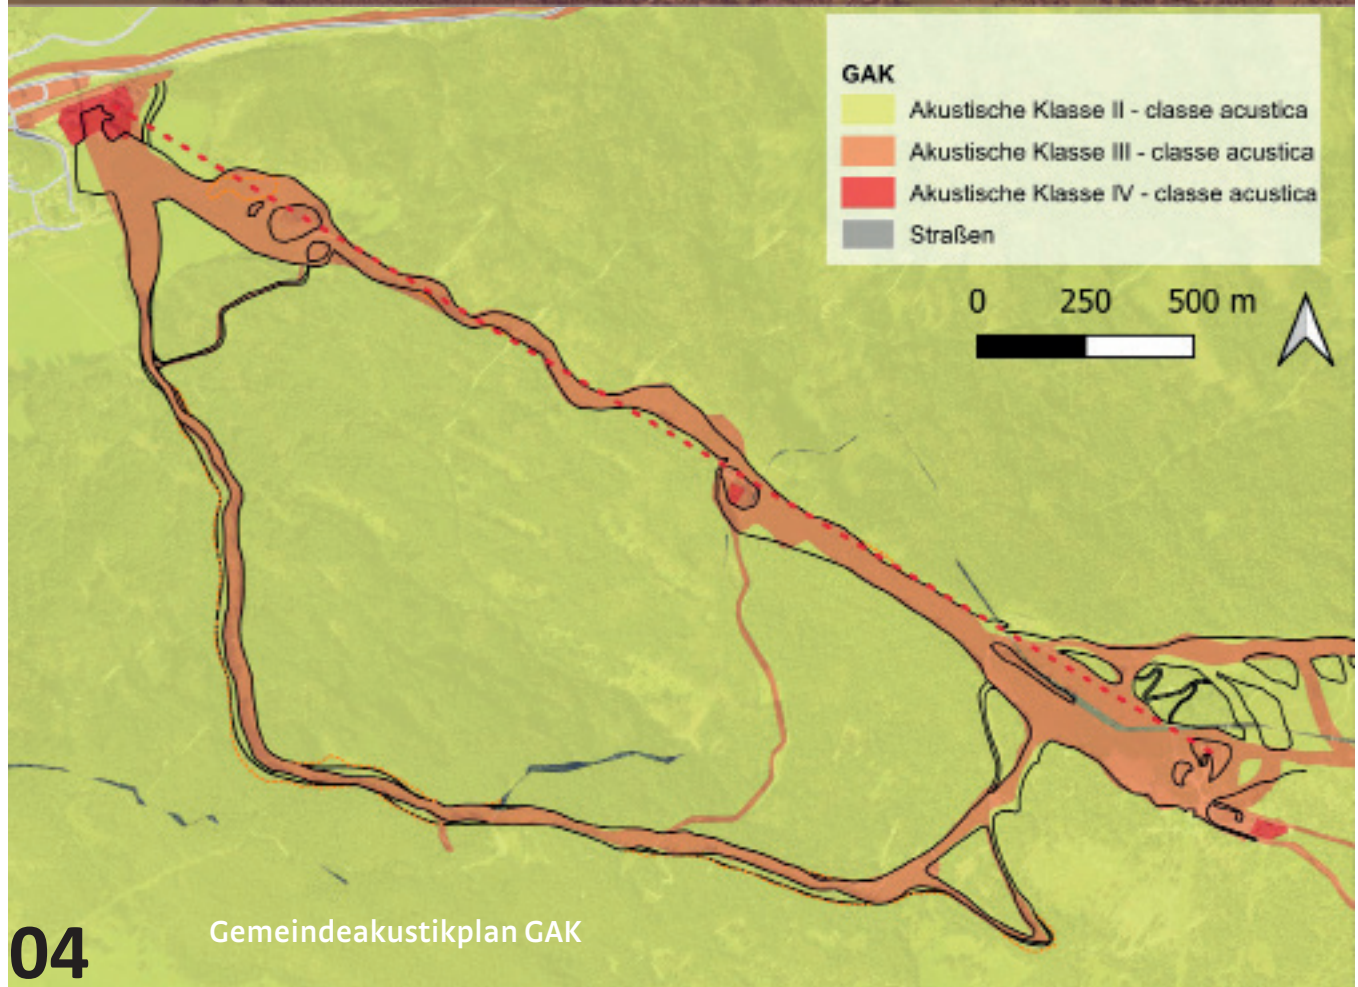 GAK
Akustische Klasse II - classe acustica
Akustische Klasse III - classe acustica
Akustische Klasse IV - classe acustica
Straßen
0 250 500 m
Gemeindeakustikplan GAK
04